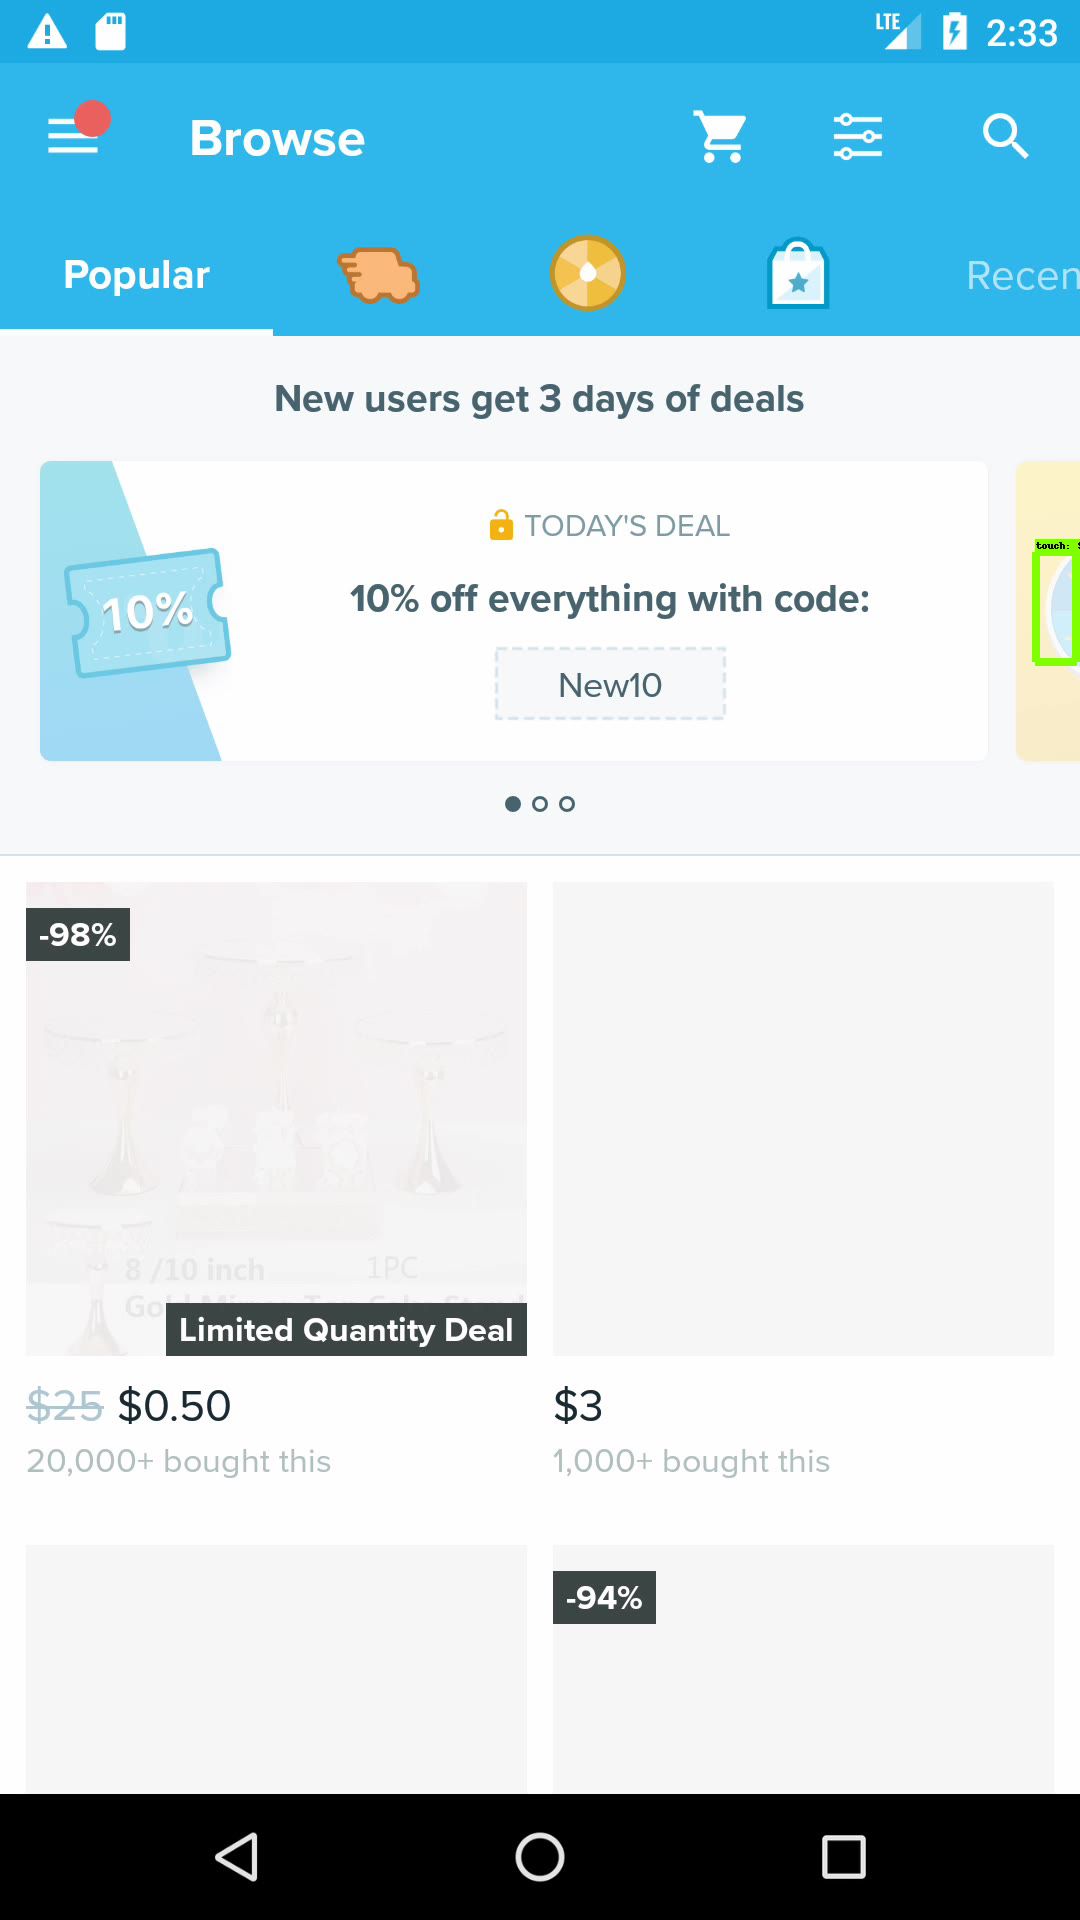 LTE 2:33
Browse
Popular
Recen
New users get 3 days of deals
TODAY'S DEAL
10%
10% off everything with code:
New10
touch:
-98%
8 /10 inch 1PC
Limited Quantity Deal
$25 $0.50
$3
20,000+ bought this
1,000+ bought this
-94%